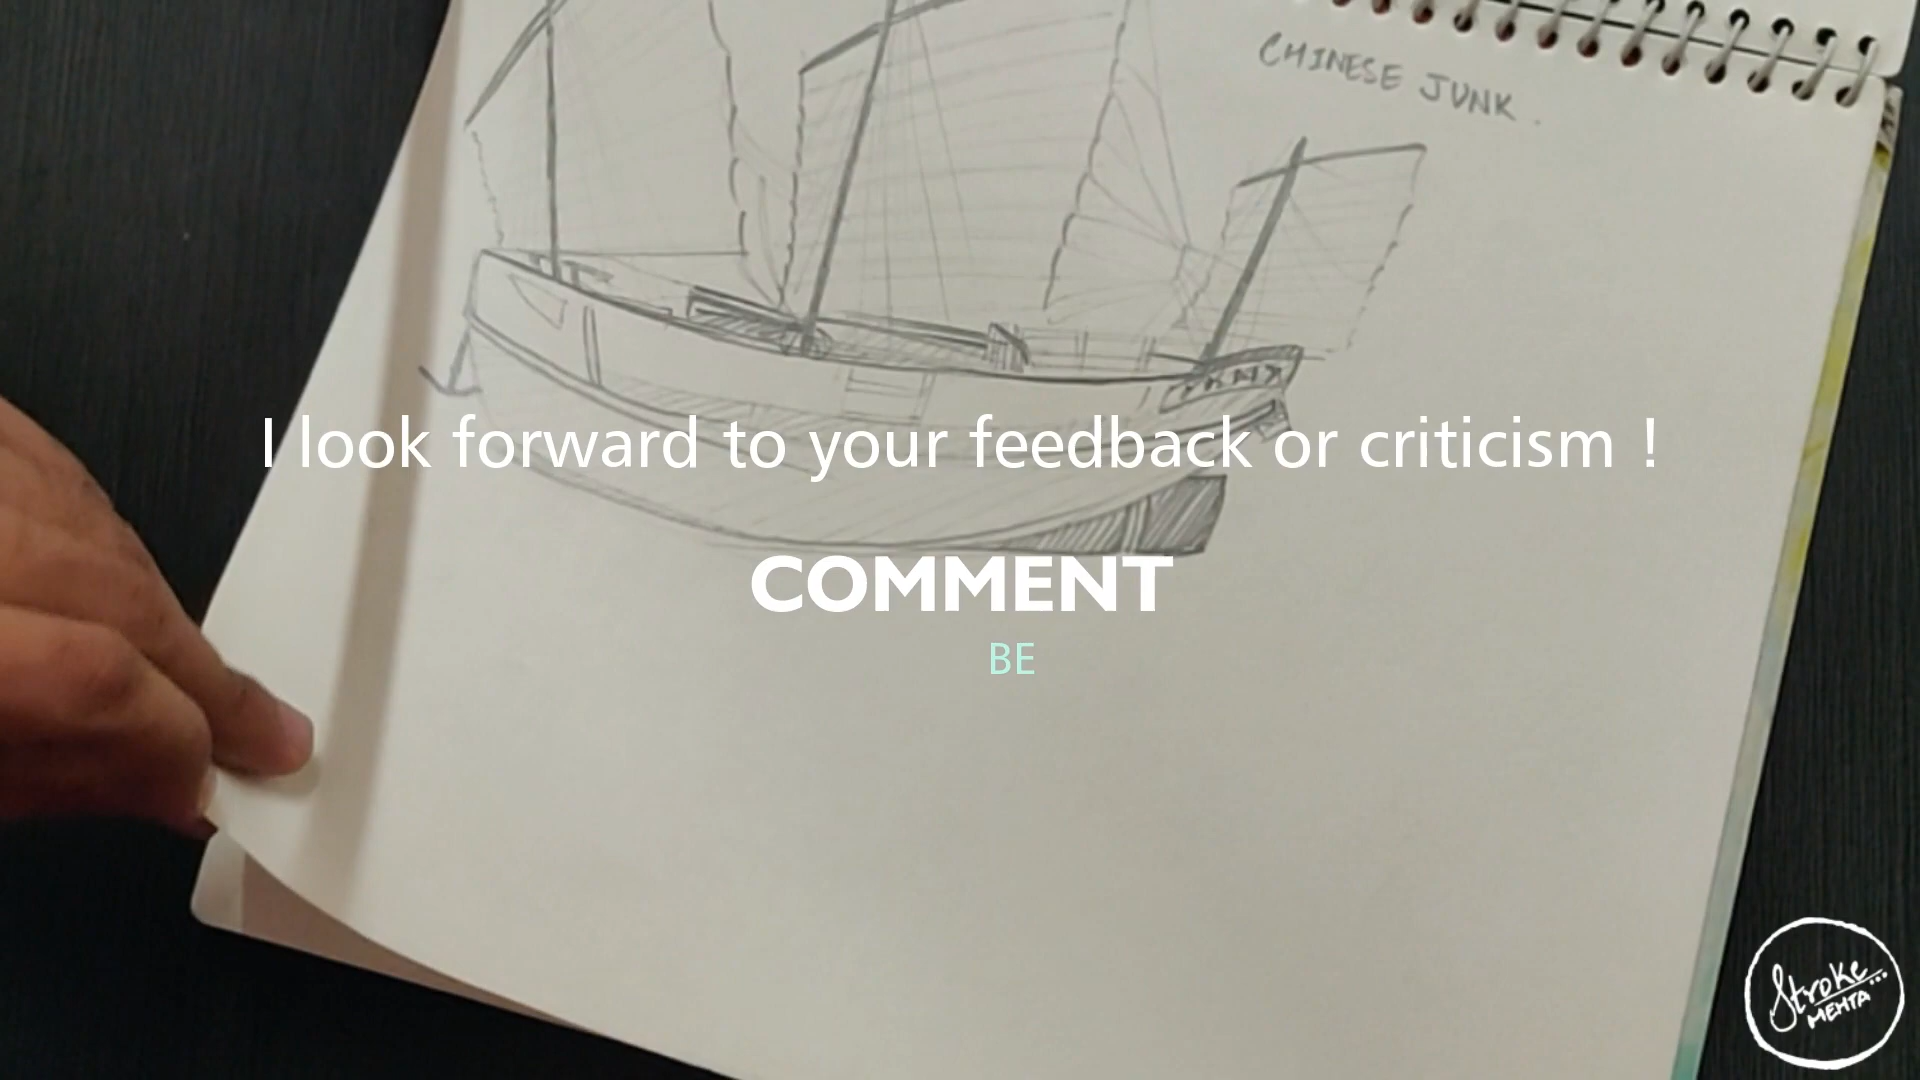 CHINESE JUNK.
I look forward to your feedback or criticism !
COMMENT
BE
Stroke...
MEHTA